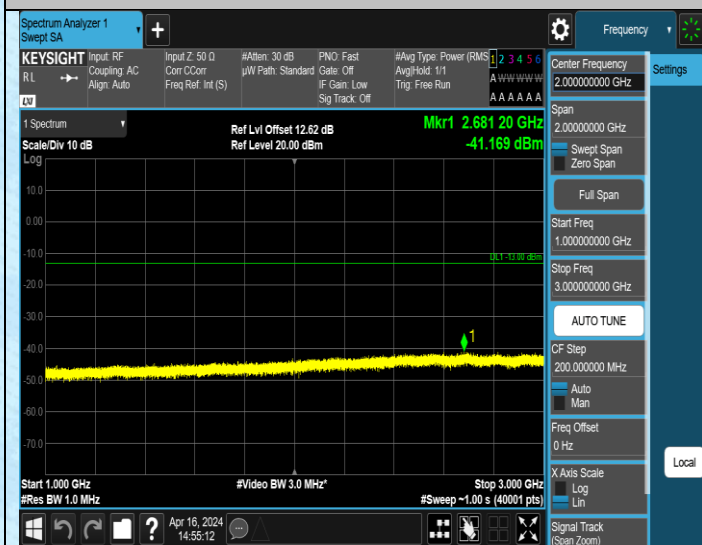 Spectrum Analyzer 1
Swept SA
Frequency
KEYSIGHT
RL
LXI
Input: RF
Coupling: AC
Align: Auto
Input Z: 50 Ω
Corr CCorr
Freq Ref: Int (S)
#Atten: 30 dB
µW Path: Standard
PNO: Fast
Gate: Off
IF Gain: Low
Sig Track: Off
#Avg Type: Power (RMS
Avg|Hold: 1/1
Trig: Free Run
1 2 3 4 5 6
A W W W W W
A A A A A A
1 Spectrum
Scale/Div 10 dB
Log
Ref Lvl Offset 12.62 dB
Ref Level 20.00 dBm
Mkr1 2.681 20 GHz
-41.169 dBm
10.0
0.00
-10.0
DL1 -13.00 dBm
-20.0
-30.0
-40.0
1
-50.0
-60.0
-70.0
Start 1.000 GHz
#Res BW 1.0 MHz
#Video BW 3.0 MHz*
Stop 3.000 GHz
#Sweep ~1.00 s (40001 pts)
Apr 16, 2024
14:55:12
Center Frequency
2.00000000 GHz
Span
2.00000000 GHz
Swept Span
Zero Span
Full Span
Start Freq
1.000000000 GHz
Stop Freq
3.000000000 GHz
AUTO TUNE
CF Step
200.000000 MHz
Auto
Man
Freq Offset
0 Hz
X Axis Scale
Log
Lin
Signal Track
(Span Zoom)
Settings
Local